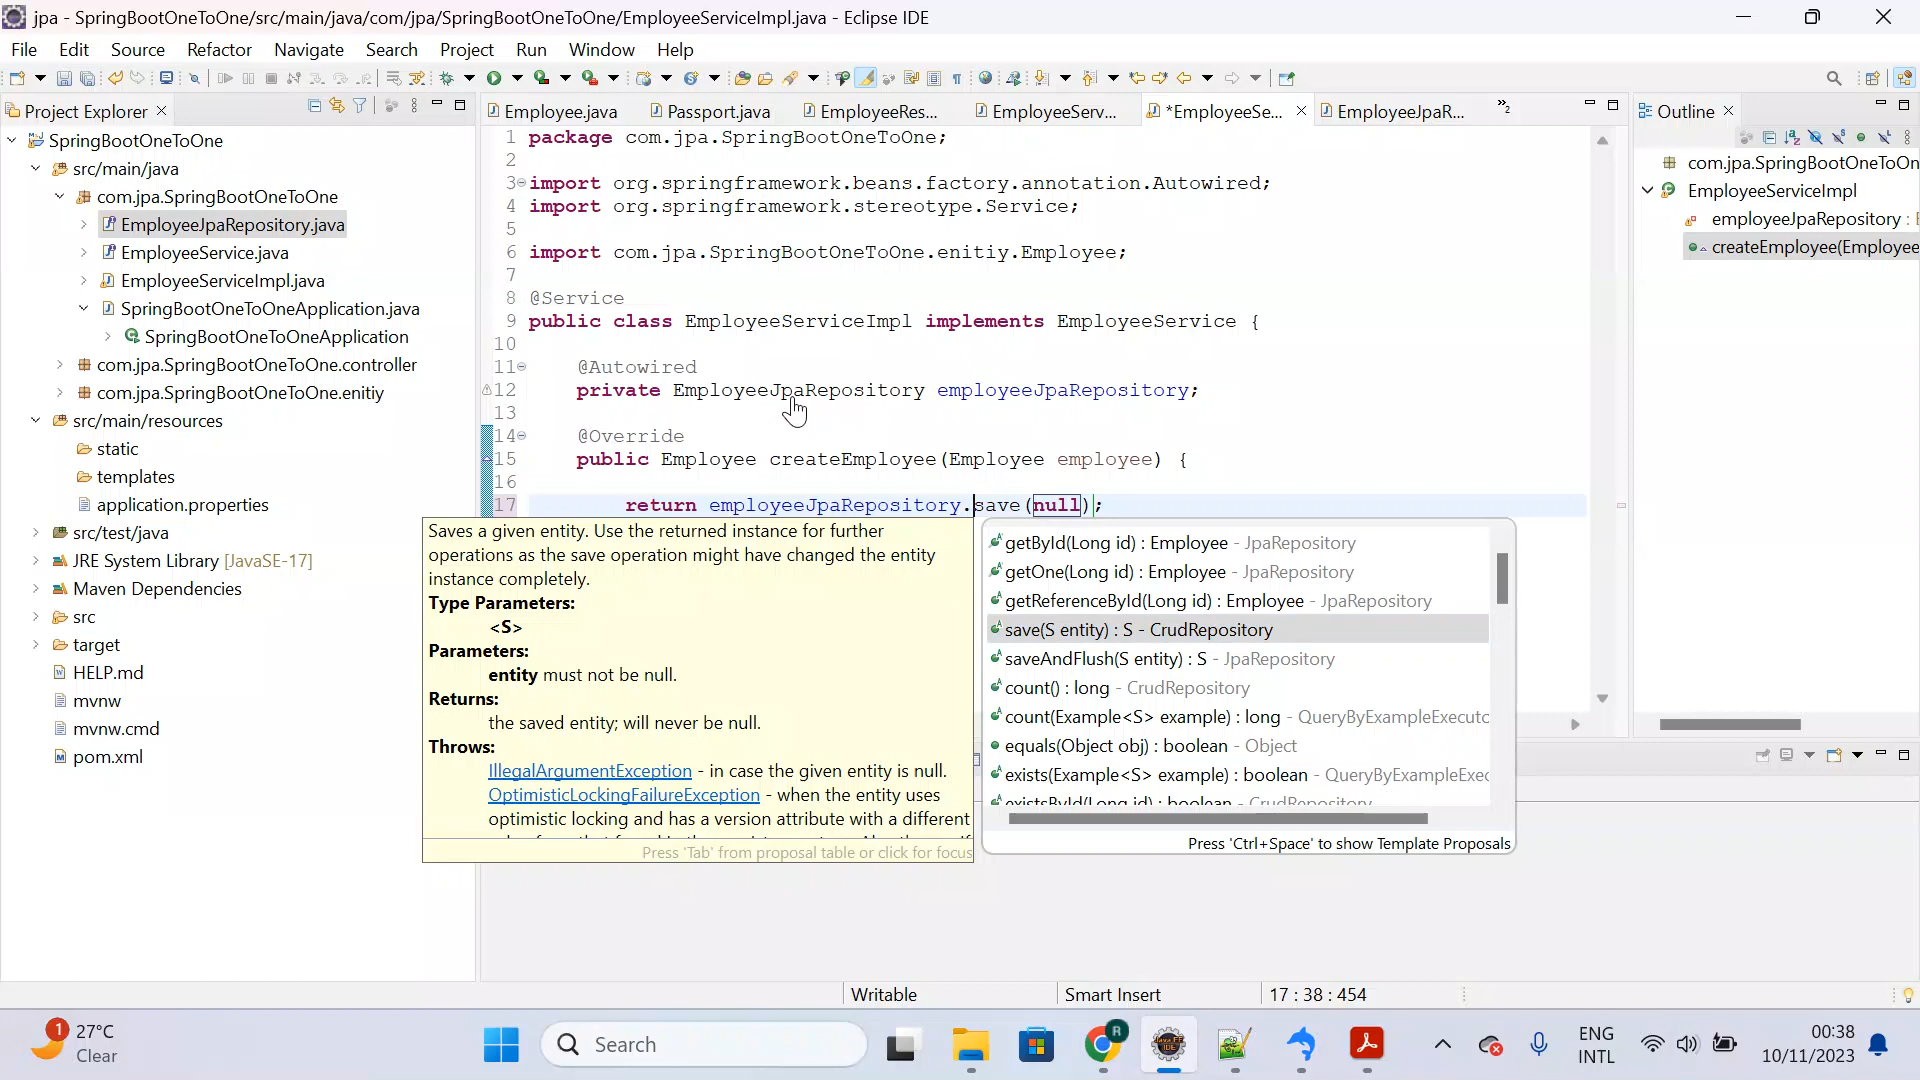 jpa - SpringBootOneToOne/src/main/java/com/jpa/SpringBootOneToOne/EmployeeServiceImpl.java - Eclipse IDE
File Edit Source Refactor Navigate Search Project Run Window Help
Project Explorer
SpringBootOneToOne
src/main/java
com.jpa.SpringBootOneToOne
EmployeeJpaRepository.java
EmployeeService.java
EmployeeServiceImpl.java
SpringBootOneToOneApplication.java
SpringBootOneToOneApplication
com.jpa.SpringBootOneToOne.controller
com.jpa.SpringBootOneToOne.enitiy
src/main/resources
static
templates
application.properties
src/test/java
JRE System Library [JavaSE-17]
Maven Dependencies
src
target
HELP.md
mvnw
mvnw.cmd
pom.xml
Employee.java Passport.java EmployeeRes... EmployeeServ... *EmployeeSe... EmployeeJpaR... »2
1 package com.jpa.SpringBootOneToOne;
2
3 import org.springframework.beans.factory.annotation.Autowired;
4 import org.springframework.stereotype.Service;
5
6 import com.jpa.SpringBootOneToOne.enitiy.Employee;
7
8 @Service
9 public class EmployeeServiceImpl implements EmployeeService {
10
11 @Autowired
12 private EmployeeJpaRepository employeeJpaRepository;
13
14 @Override
15 public Employee createEmployee(Employee employee) {
16
17 return employeeJpaRepository.save(null);
Saves a given entity. Use the returned instance for further
operations as the save operation might have changed the entity
instance completely.
Type Parameters:
<S>
Parameters:
entity must not be null.
Returns:
the saved entity; will never be null.
Throws:
IllegalArgumentException - in case the given entity is null.
OptimisticLockingFailureException - when the entity uses
optimistic locking and has a version attribute with a different
Press 'Tab' from proposal table or click for focus
getById(Long id) : Employee - JpaRepository
getOne(Long id) : Employee - JpaRepository
getReferenceById(Long id) : Employee - JpaRepository
save(S entity) : S - CrudRepository
saveAndFlush(S entity) : S - JpaRepository
count() : long - CrudRepository
count(Example<S> example) : long - QueryByExampleExecuto
equals(Object obj) : boolean - Object
exists(Example<S> example) : boolean - QueryByExampleExec
existsById(Long id) : boolean - CrudRepository
Press 'Ctrl+Space' to show Template Proposals
Outline
com.jpa.SpringBootOneToOn
EmployeeServiceImpl
employeeJpaRepository :
createEmployee(Employee
Writable Smart Insert 17 : 38 : 454
1
27°C
Clear
Search
R
ENG
INTL
00:38
10/11/2023